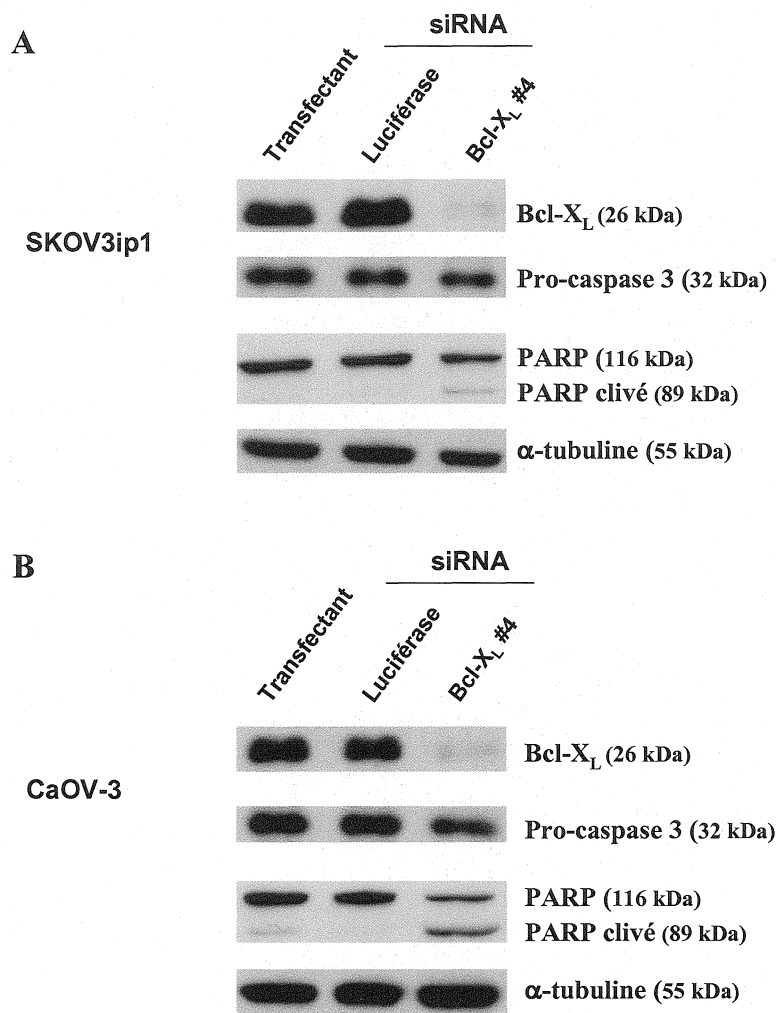 A
siRNA
Transfectant
Luciférase
Bcl-XL #4
SKOV3ip1
Bcl-XL (26 kDa)
Pro-caspase 3 (32 kDa)
PARP (116 kDa)
PARP clivé (89 kDa)
α-tubuline (55 kDa)
B
siRNA
Transfectant
Luciférase
Bcl-XL #4
CaOV-3
Bcl-XL (26 kDa)
Pro-caspase 3 (32 kDa)
PARP (116 kDa)
PARP clivé (89 kDa)
α-tubuline (55 kDa)